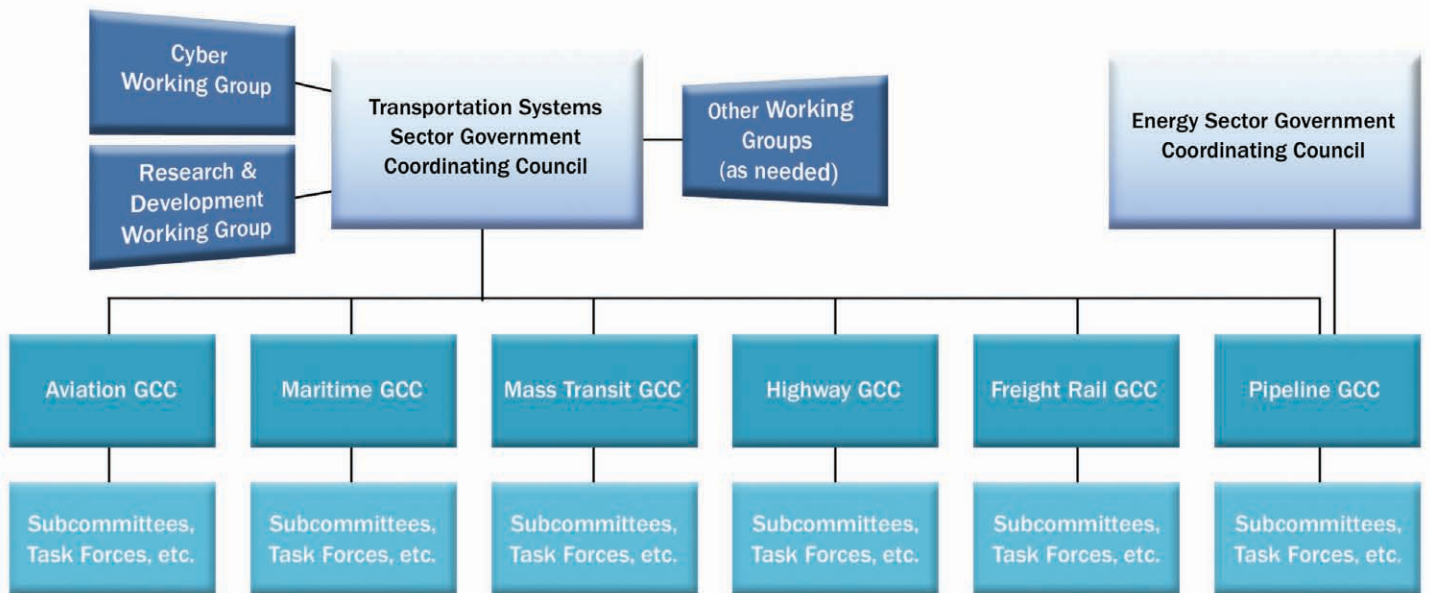 Cyber
Working Group
Research &
Development
Working Group
Transportation Systems
Sector Government
Coordinating Council
Other Working
Groups
(as needed)
Energy Sector Government
Coordinating Council
Aviation GCC
Maritime GCC
Mass Transit GCC
Highway GCC
Freight Rail GCC
Pipeline GCC
Subcommittees,
Task Forces, etc.
Subcommittees,
Task Forces, etc.
Subcommittees,
Task Forces, etc.
Subcommittees,
Task Forces, etc.
Subcommittees,
Task Forces, etc.
Subcommittees,
Task Forces, etc.